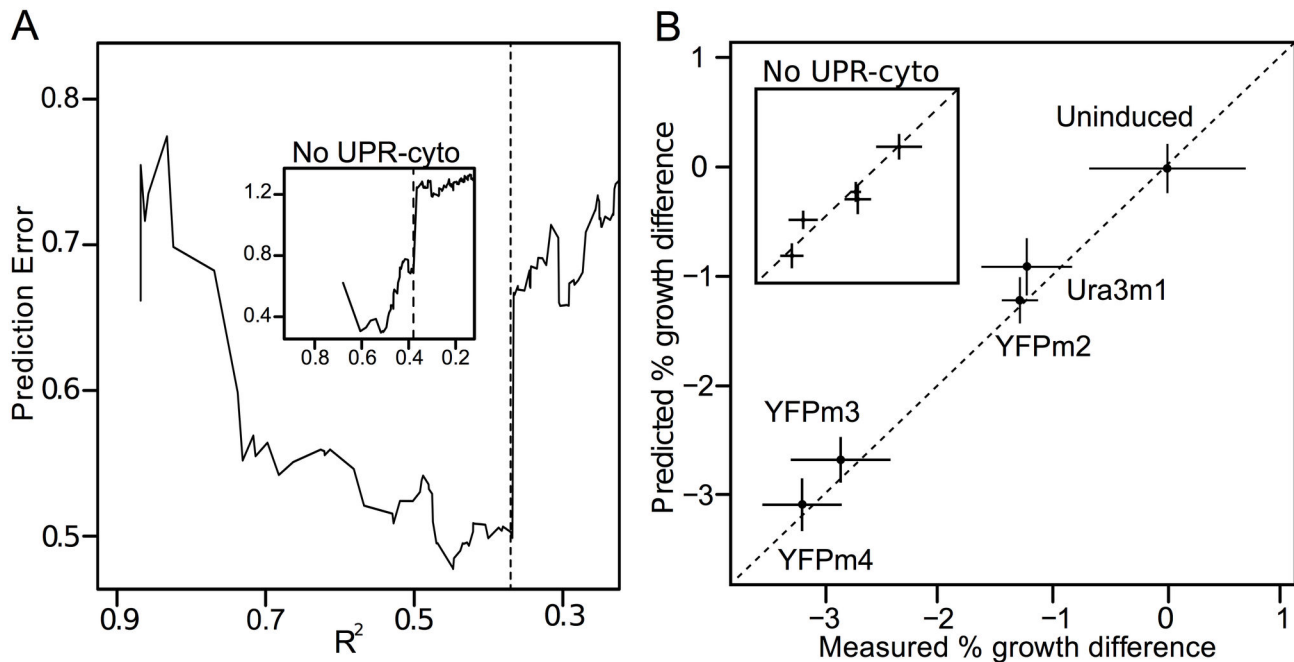 A
Prediction Error
0.8
0.7
0.6
0.5
No UPR-cyto
1.2
0.8
0.4
0.8 0.6 0.4 0.2
0.9 0.7 0.5 0.3
R²
B
Predicted % growth difference
1
0
−1
−2
−3
No UPR-cyto
Uninduced
Ura3m1
YFPm2
YFPm3
YFPm4
−3 −2 −1 0 1
Measured % growth difference